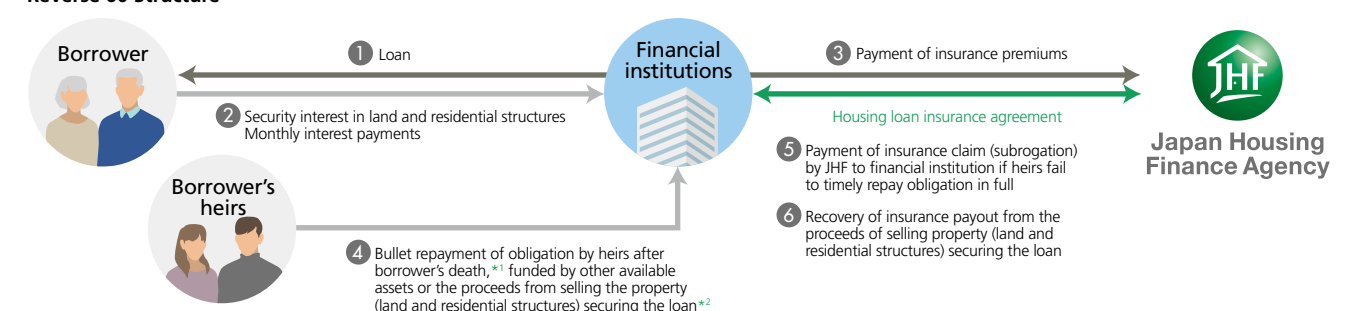 Reverse 60 Structure
Borrower
1 Loan
Financial
institutions
3 Payment of insurance premiums
JHF
2 Security interest in land and residential structures
Monthly interest payments
Housing loan insurance agreement
5 Payment of insurance claim (subrogation)
by JHF to financial institution if heirs fail
to timely repay obligation in full
Japan Housing
Finance Agency
Borrower's
heirs
6 Recovery of insurance payout from the
proceeds of selling property (land and
residential structures) securing the loan
4 Bullet repayment of obligation by heirs after
borrower's death,*1 funded by other available
assets or the proceeds from selling the property
(land and residential structures) securing the loan*2